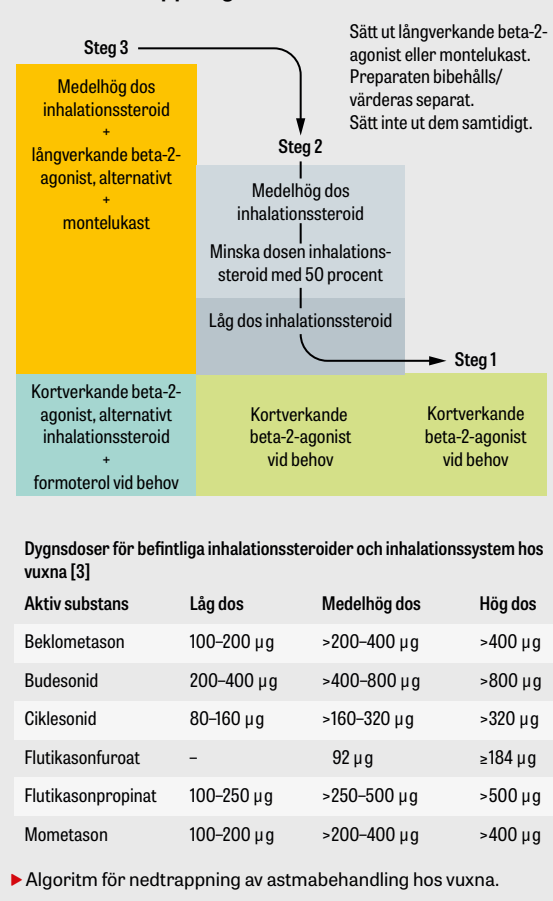 Steg 3
Sätt ut långverkande beta-2-
agonist eller montelukast.
Preparaten bibehålls/
värderas separat.
Sätt inte ut dem samtidigt.
Medelhög dos
inhalationssteroid
+
långverkande beta-2-
agonist, alternativt
+
montelukast
Steg 2
Medelhög dos
inhalationssteroid
Minska dosen inhalations-
steroid med 50 procent
Låg dos inhalationssteroid
Steg 1
Kortverkande beta-2-
agonist, alternativt
inhalationssteroid
+
formoterol vid behov
Kortverkande
beta-2-agonist
vid behov
Kortverkande
beta-2-agonist
vid behov
Dygnsdoser för befintliga inhalationssteroider och inhalationssystem hos
vuxna [3]
Aktiv substans Låg dos Medelhög dos Hög dos
Beklometason 100–200 µg >200–400 µg >400 µg
Budesonid 200–400 µg >400–800 µg >800 µg
Ciklesonid 80–160 µg >160–320 µg >320 µg
Flutikasonfuroat – 92 µg ≥184 µg
Flutikasonpropinat 100–250 µg >250–500 µg >500 µg
Mometason 100–200 µg >200–400 µg >400 µg
Algoritm för nedtrappning av astmabehandling hos vuxna.